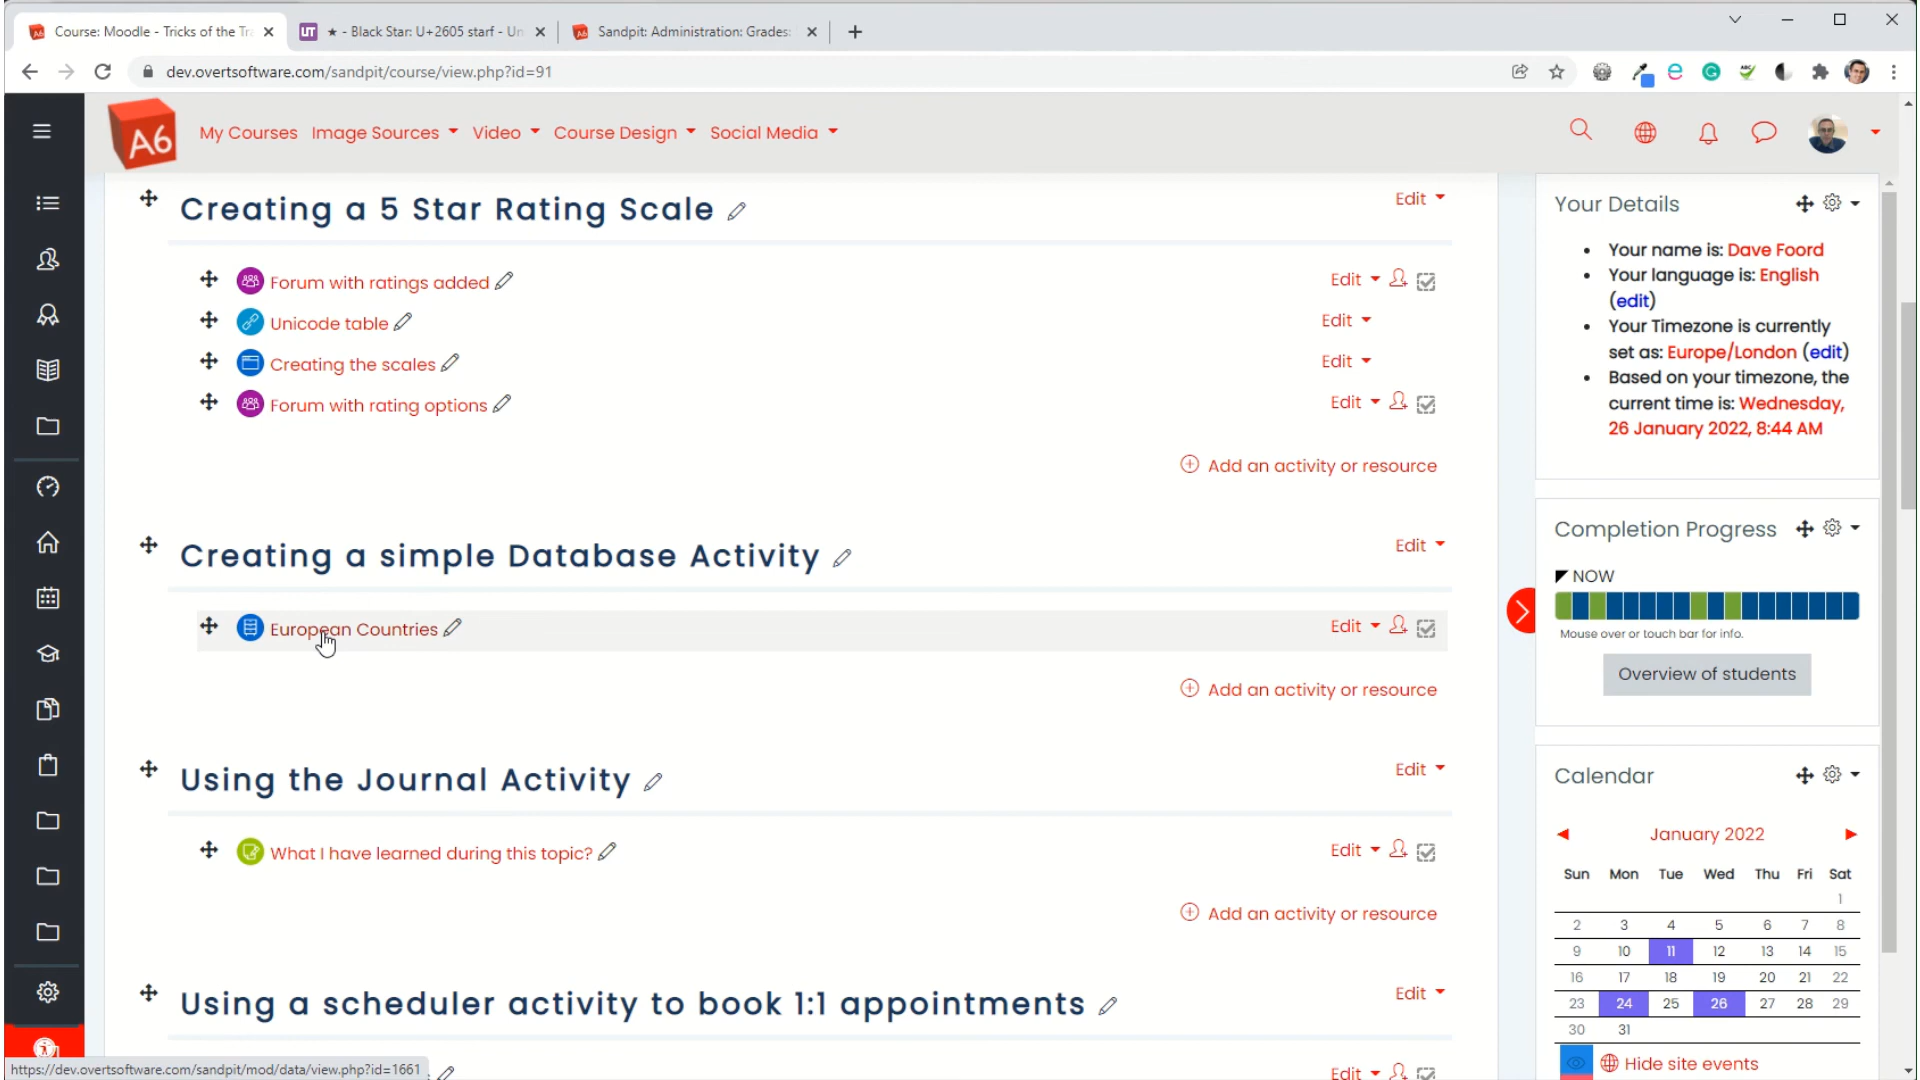 Course: Moodle - Tricks of the Tr
★ - Black Star: U+2605 starf - Un
Sandpit: Administration: Grades:
dev.overtsoftware.com/sandpit/course/view.php?id=91
A6
My Courses
Image Sources
Video
Course Design
Social Media
Creating a 5 Star Rating Scale
Edit
Forum with ratings added
Edit
Unicode table
Edit
Creating the scales
Edit
Forum with rating options
Edit
Add an activity or resource
Creating a simple Database Activity
Edit
European Countries
Edit
Add an activity or resource
Using the Journal Activity
Edit
What I have learned during this topic?
Edit
Add an activity or resource
Using a scheduler activity to book 1:1 appointments
Edit
Edit
https://dev.overtsoftware.com/sandpit/mod/data/view.php?id=1661
Your Details
Your name is: Dave Foord
Your language is: English
(edit)
Your Timezone is currently
set as: Europe/London (edit)
Based on your timezone, the
current time is: Wednesday,
26 January 2022, 8:44 AM
Completion Progress
NOW
Mouse over or touch bar for info.
Overview of students
Calendar
January 2022
Sun Mon Tue Wed Thu Fri Sat
1
2 3 4 5 6 7 8
9 10 11 12 13 14 15
16 17 18 19 20 21 22
23 24 25 26 27 28 29
30 31
Hide site events